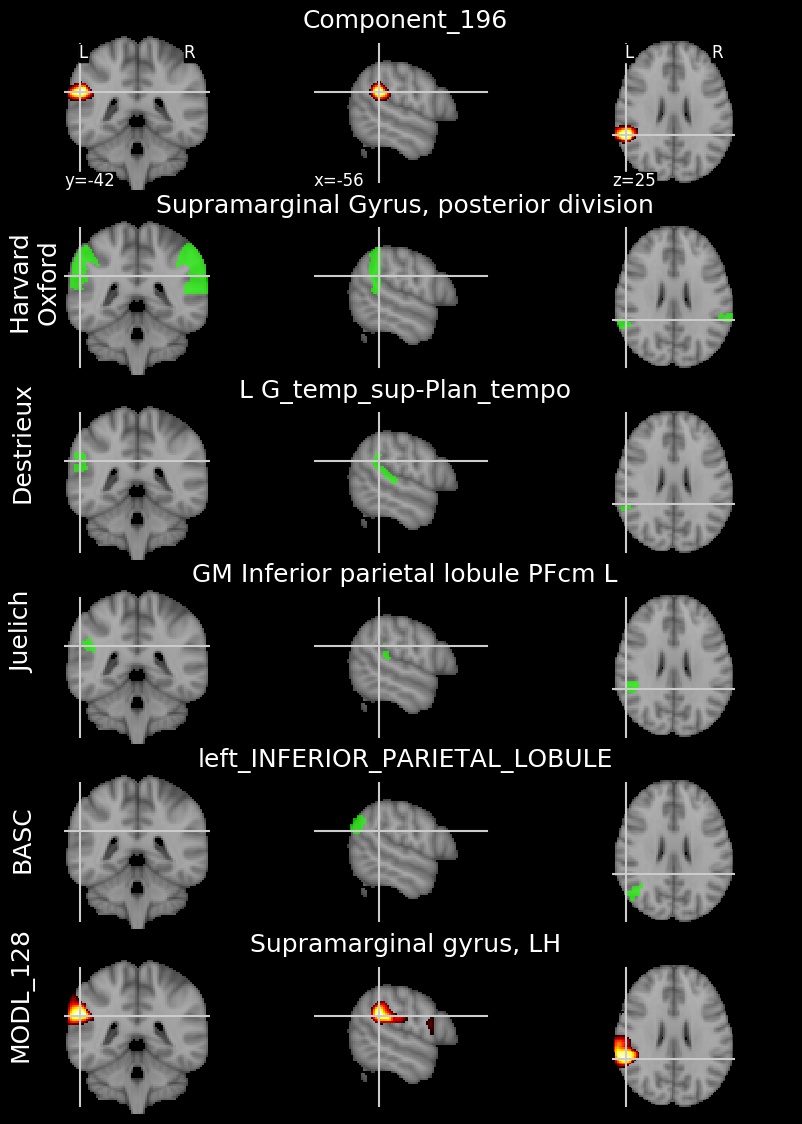 Component_196
L R
L R
y=-42
x=-56
z=25
Supramarginal Gyrus, posterior division
Harvard
Oxford
L G_temp_sup-Plan_tempo
Destrieux
GM Inferior parietal lobule PFcm L
Juelich
left_INFERIOR_PARIETAL_LOBULE
BASC
Supramarginal gyrus, LH
MODL_128